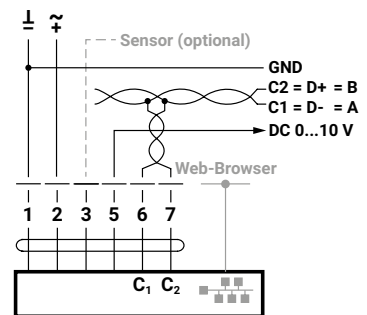 ⊥ ~
− +
Sensor (optional)
GND
C2 = D+ = B
C1 = D- = A
DC 0...10 V
Web-Browser
1 2 3 5 6 7
C₁ C₂